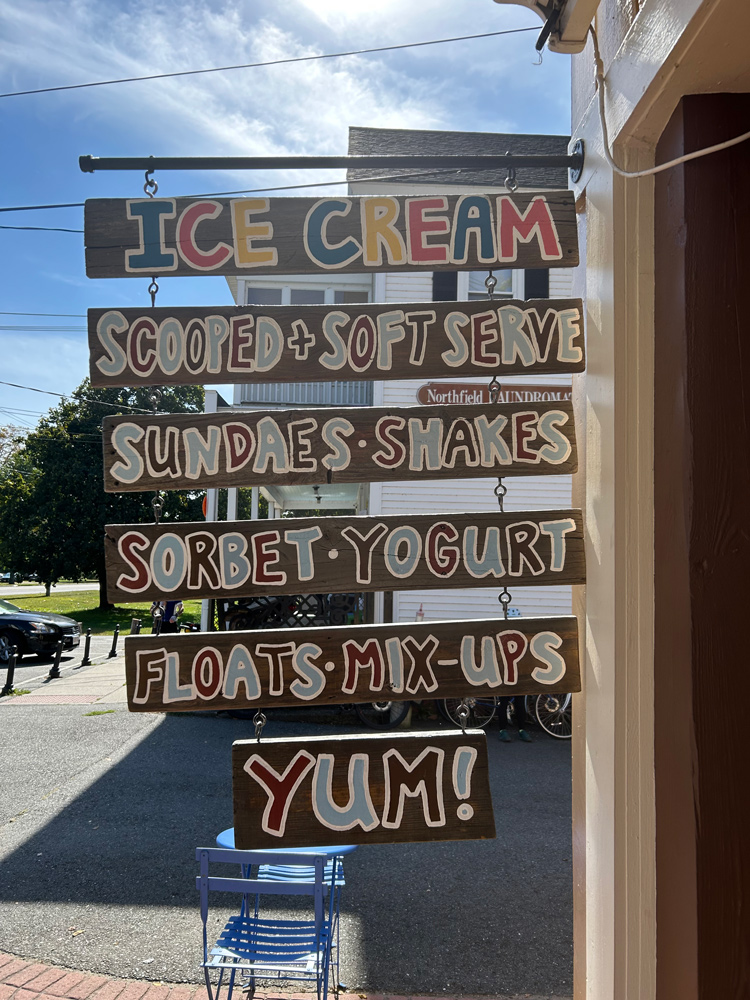 ICE CREAM
SCOOPED + SOFT SERVE
Northfield LAUNDROMAT
SUNDAES · SHAKES
SORBET · YOGURT
FLOATS · MIX-UPS
YUM!